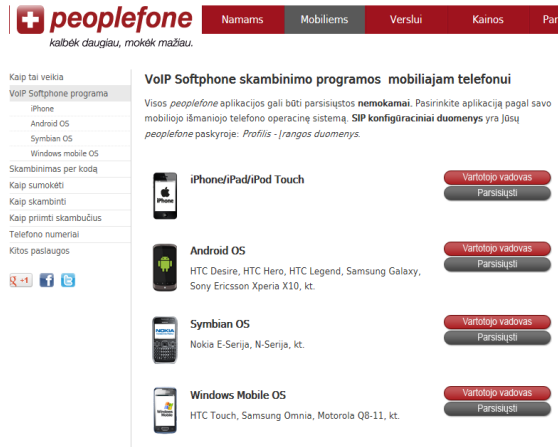 peoplefone
kalbėk daugiau, mokėk mažiau.
Namams Mobiliems Verslui Kainos
Kaip tai veikia
VoIP Softphone programa
iPhone
Android OS
Symbian OS
Windows mobile OS
Skambinimas per kodą
Kaip sumokėti
Kaip skambinti
Kaip priimti skambučius
Telefono numeriai
Kitos paslaugos
+1
VoIP Softphone skambinimo programos mobiliajam telefonui
Visos peoplefone aplikacijos gali būti parsisiųstos nemokamai. Pasirinkite aplikaciją pagal savo
mobiliojo išmaniojo telefono operacinę sistemą. SIP konfigūraciniai duomenys yra Jūsų
peoplefone paskyroje: Profilis - Įrangos duomenys.
iPhone
iPhone/iPad/iPod Touch
Vartotojo vadovas
Parsisiųsti
Android OS
HTC Desire, HTC Hero, HTC Legend, Samsung Galaxy,
Sony Ericsson Xperia X10, kt.
Vartotojo vadovas
Parsisiųsti
NOKIA
Symbian OS
Nokia E-Serija, N-Serija, kt.
Vartotojo vadovas
Parsisiųsti
Windows Mobile OS
HTC Touch, Samsung Omnia, Motorola Q8-11, kt.
Vartotojo vadovas
Parsisiųsti